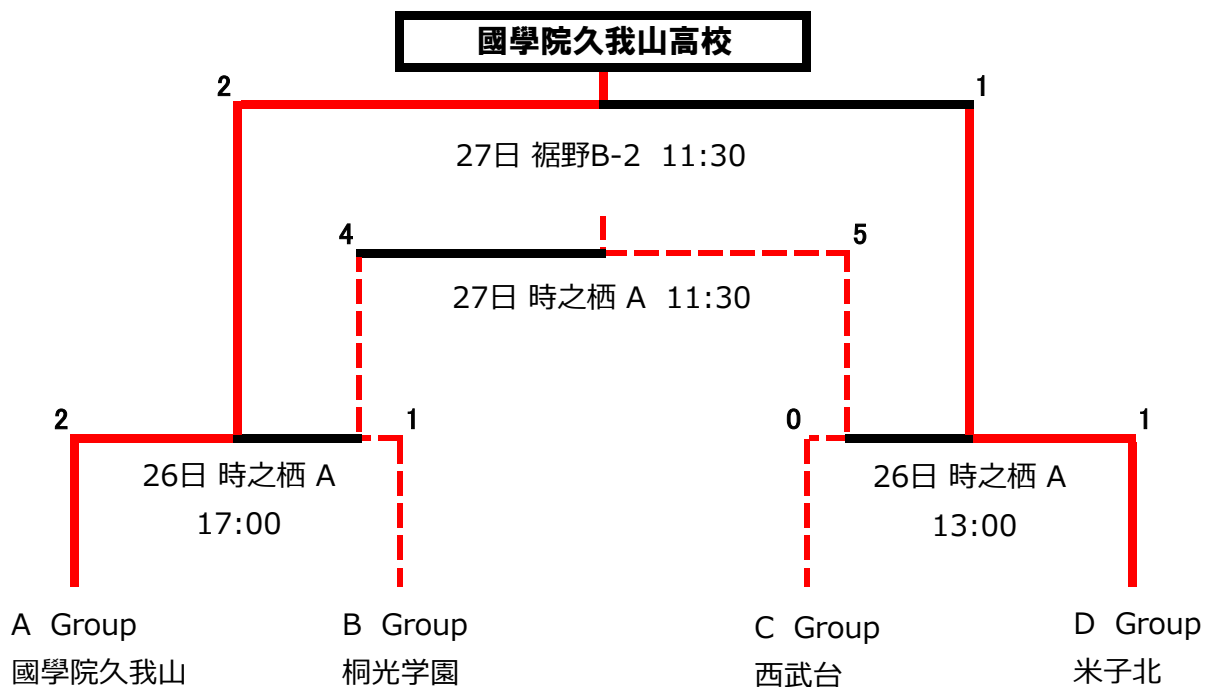 國學院久我山高校
2
1
27日 裾野B-2 11:30
4
5
27日 時之栖 A 11:30
2
1
0
1
26日 時之栖 A
17:00
26日 時之栖 A
13:00
A Group
國學院久我山
B Group
桐光学園
C Group
西武台
D Group
米子北